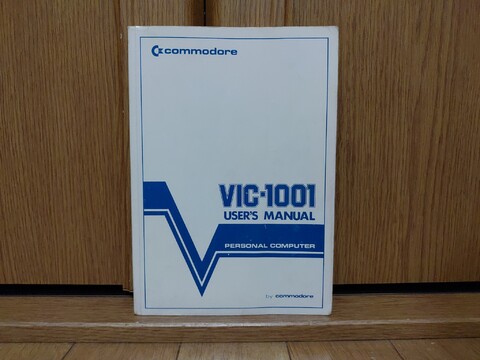 commodore
VIC-1001
USER'S MANUAL
PERSONAL COMPUTER
by commodore